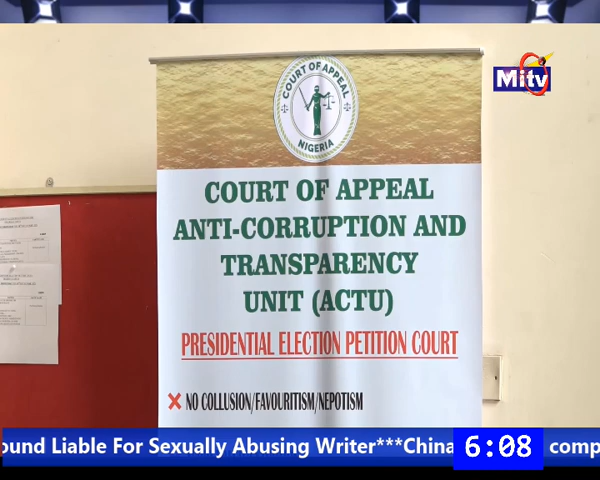 Mitv
COURT OF APPEAL
NIGERIA
COURT OF APPEAL
ANTI-CORRUPTION AND
TRANSPARENCY
UNIT (ACTU)
PRESIDENTIAL ELECTION PETITION COURT
NO COLLUSION/FAVOURITISM/NEPOTISM
ound Liable For Sexually Abusing Writer***China 6:08 comp